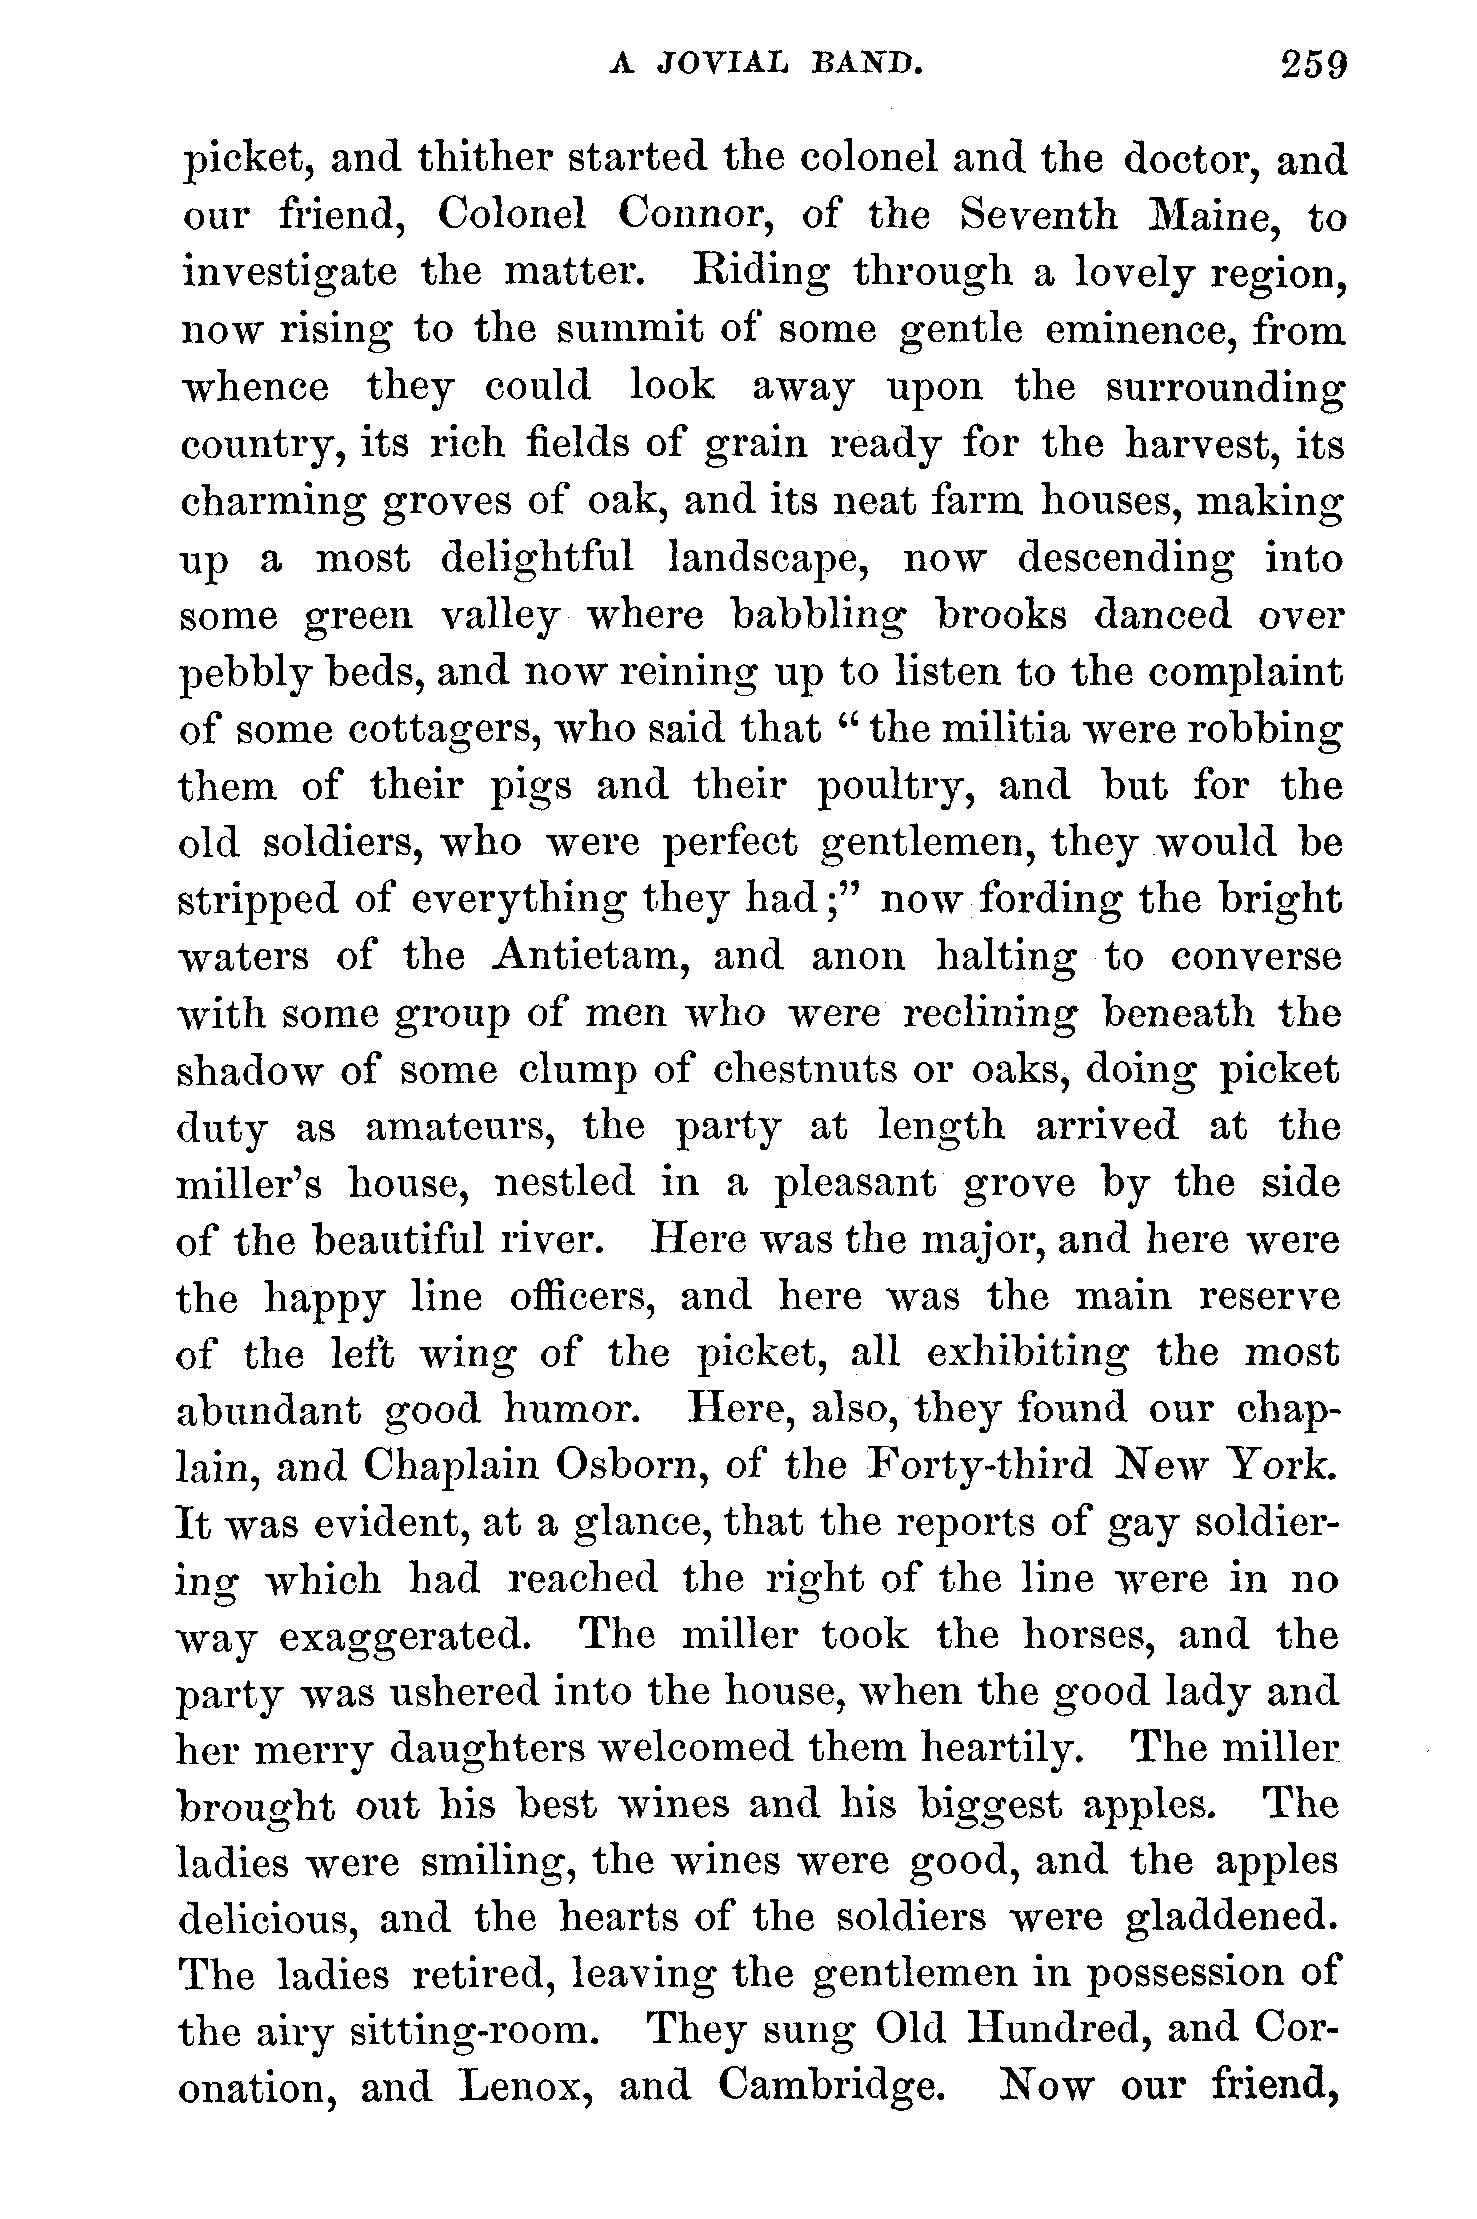 A JOVIAL BAND. 259
picket, and thither started the colonel and the doctor, and
our friend, Colonel Connor, of the Seventh Maine, to
investigate the matter. Riding through a lovely region,
now rising to the summit of some gentle eminence, from
whence they could look away upon the surrounding
country, its rich fields of grain ready for the harvest, its
charming groves of oak, and its neat farm houses, making
up a most delightful landscape, now descending into
some green valley where babbling brooks danced over
pebbly beds, and now reining up to listen to the complaint
of some cottagers, who said that “ the militia were robbing
them of their pigs and their poultry, and but for the
old soldiers, who were perfect gentlemen, they would be
stripped of everything they had ;” now fording the bright
waters of the Antietam, and anon halting to converse
with some group of men who were reclining beneath the
shadow of some clump of chestnuts or oaks, doing picket
duty as amateurs, the party at length arrived at the
miller’s house, nestled in a pleasant grove by the side
of the beautiful river. Here was the major, and here were
the happy line officers, and here was the main reserve
of the left wing of the picket, all exhibiting the most
abundant good humor. Here, also, they found our chap-
lain, and Chaplain Osborn, of the Forty-third New York.
It was evident, at a glance, that the reports of gay soldier-
ing which had reached the right of the line were in no
way exaggerated. The miller took the horses, and the
party was ushered into the house, when the good lady and
her merry daughters welcomed them heartily. The miller
brought out his best wines and his biggest apples. The
ladies were smiling, the wines were good, and the apples
delicious, and the hearts of the soldiers were gladdened.
The ladies retired, leaving the gentlemen in possession of
the airy sitting-room. They sung Old Hundred, and Cor-
onation, and Lenox, and Cambridge. Now our friend,